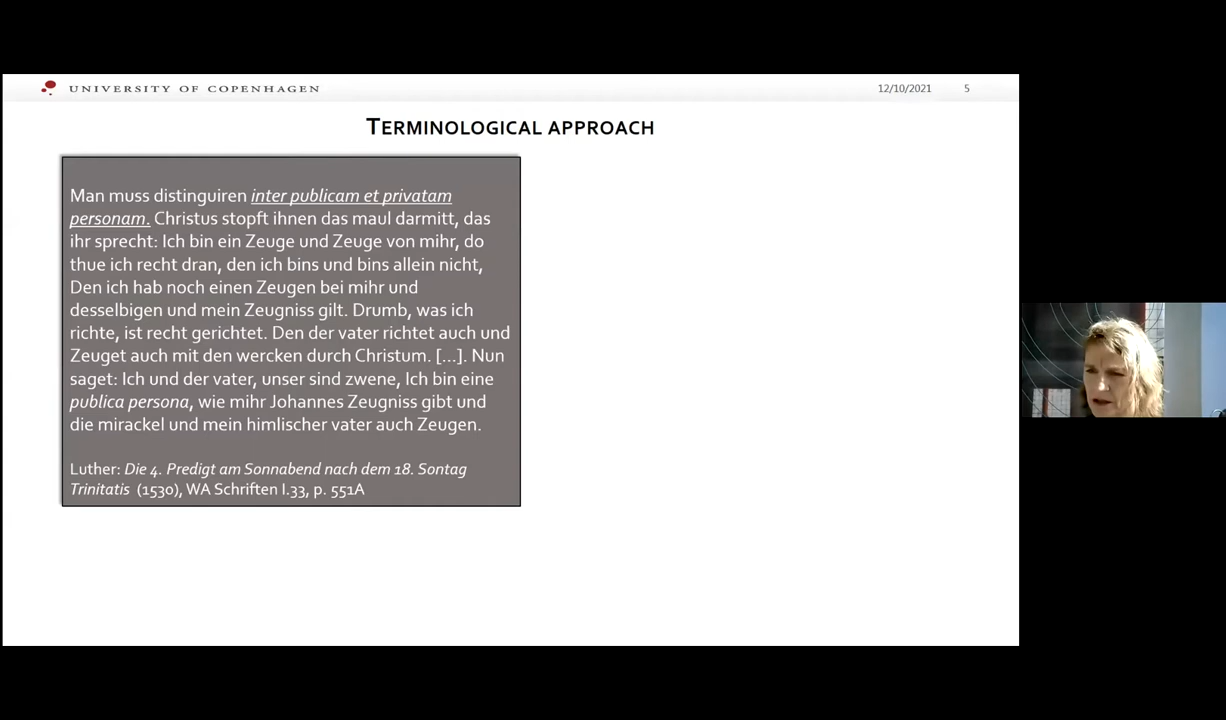 UNIVERSITY OF COPENHAGEN
12/10/2021 5
TERMINOLOGICAL APPROACH
Man muss distinguiren inter publicam et privatam
personam. Christus stopft ihnen das maul darmitt, das
ihr sprecht: Ich bin ein Zeuge und Zeuge von mihr, do
thue ich recht dran, den ich bins und bins allein nicht,
Den ich hab noch einen Zeugen bei mihr und
desselbigen und mein Zeugniss gilt. Drumb, was ich
richte, ist recht gerichtet. Den der vater richtet auch und
Zeuget auch mit den wercken durch Christum. [...]. Nun
saget: Ich und der vater, unser sind zwene, Ich bin eine
publica persona, wie mihr Johannes Zeugniss gibt und
die mirackel und mein himlischer vater auch Zeugen.
Luther: Die 4. Predigt am Sonnabend nach dem 18. Sontag
Trinitatis (1530), WA Schriften I.33, p. 551A